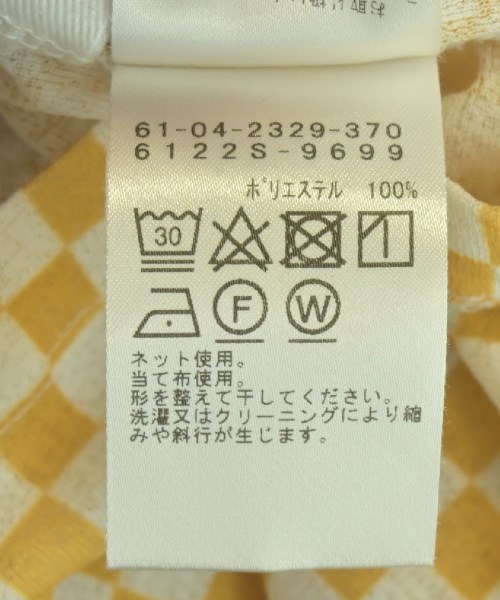 61-04-2329-370
6122S-9699
ポリエステル 100%
30
F
W
ネット使用。
当て布使用。
形を整えて干してください。
洗濯又はクリーニングにより縮
みや斜行が生じます。